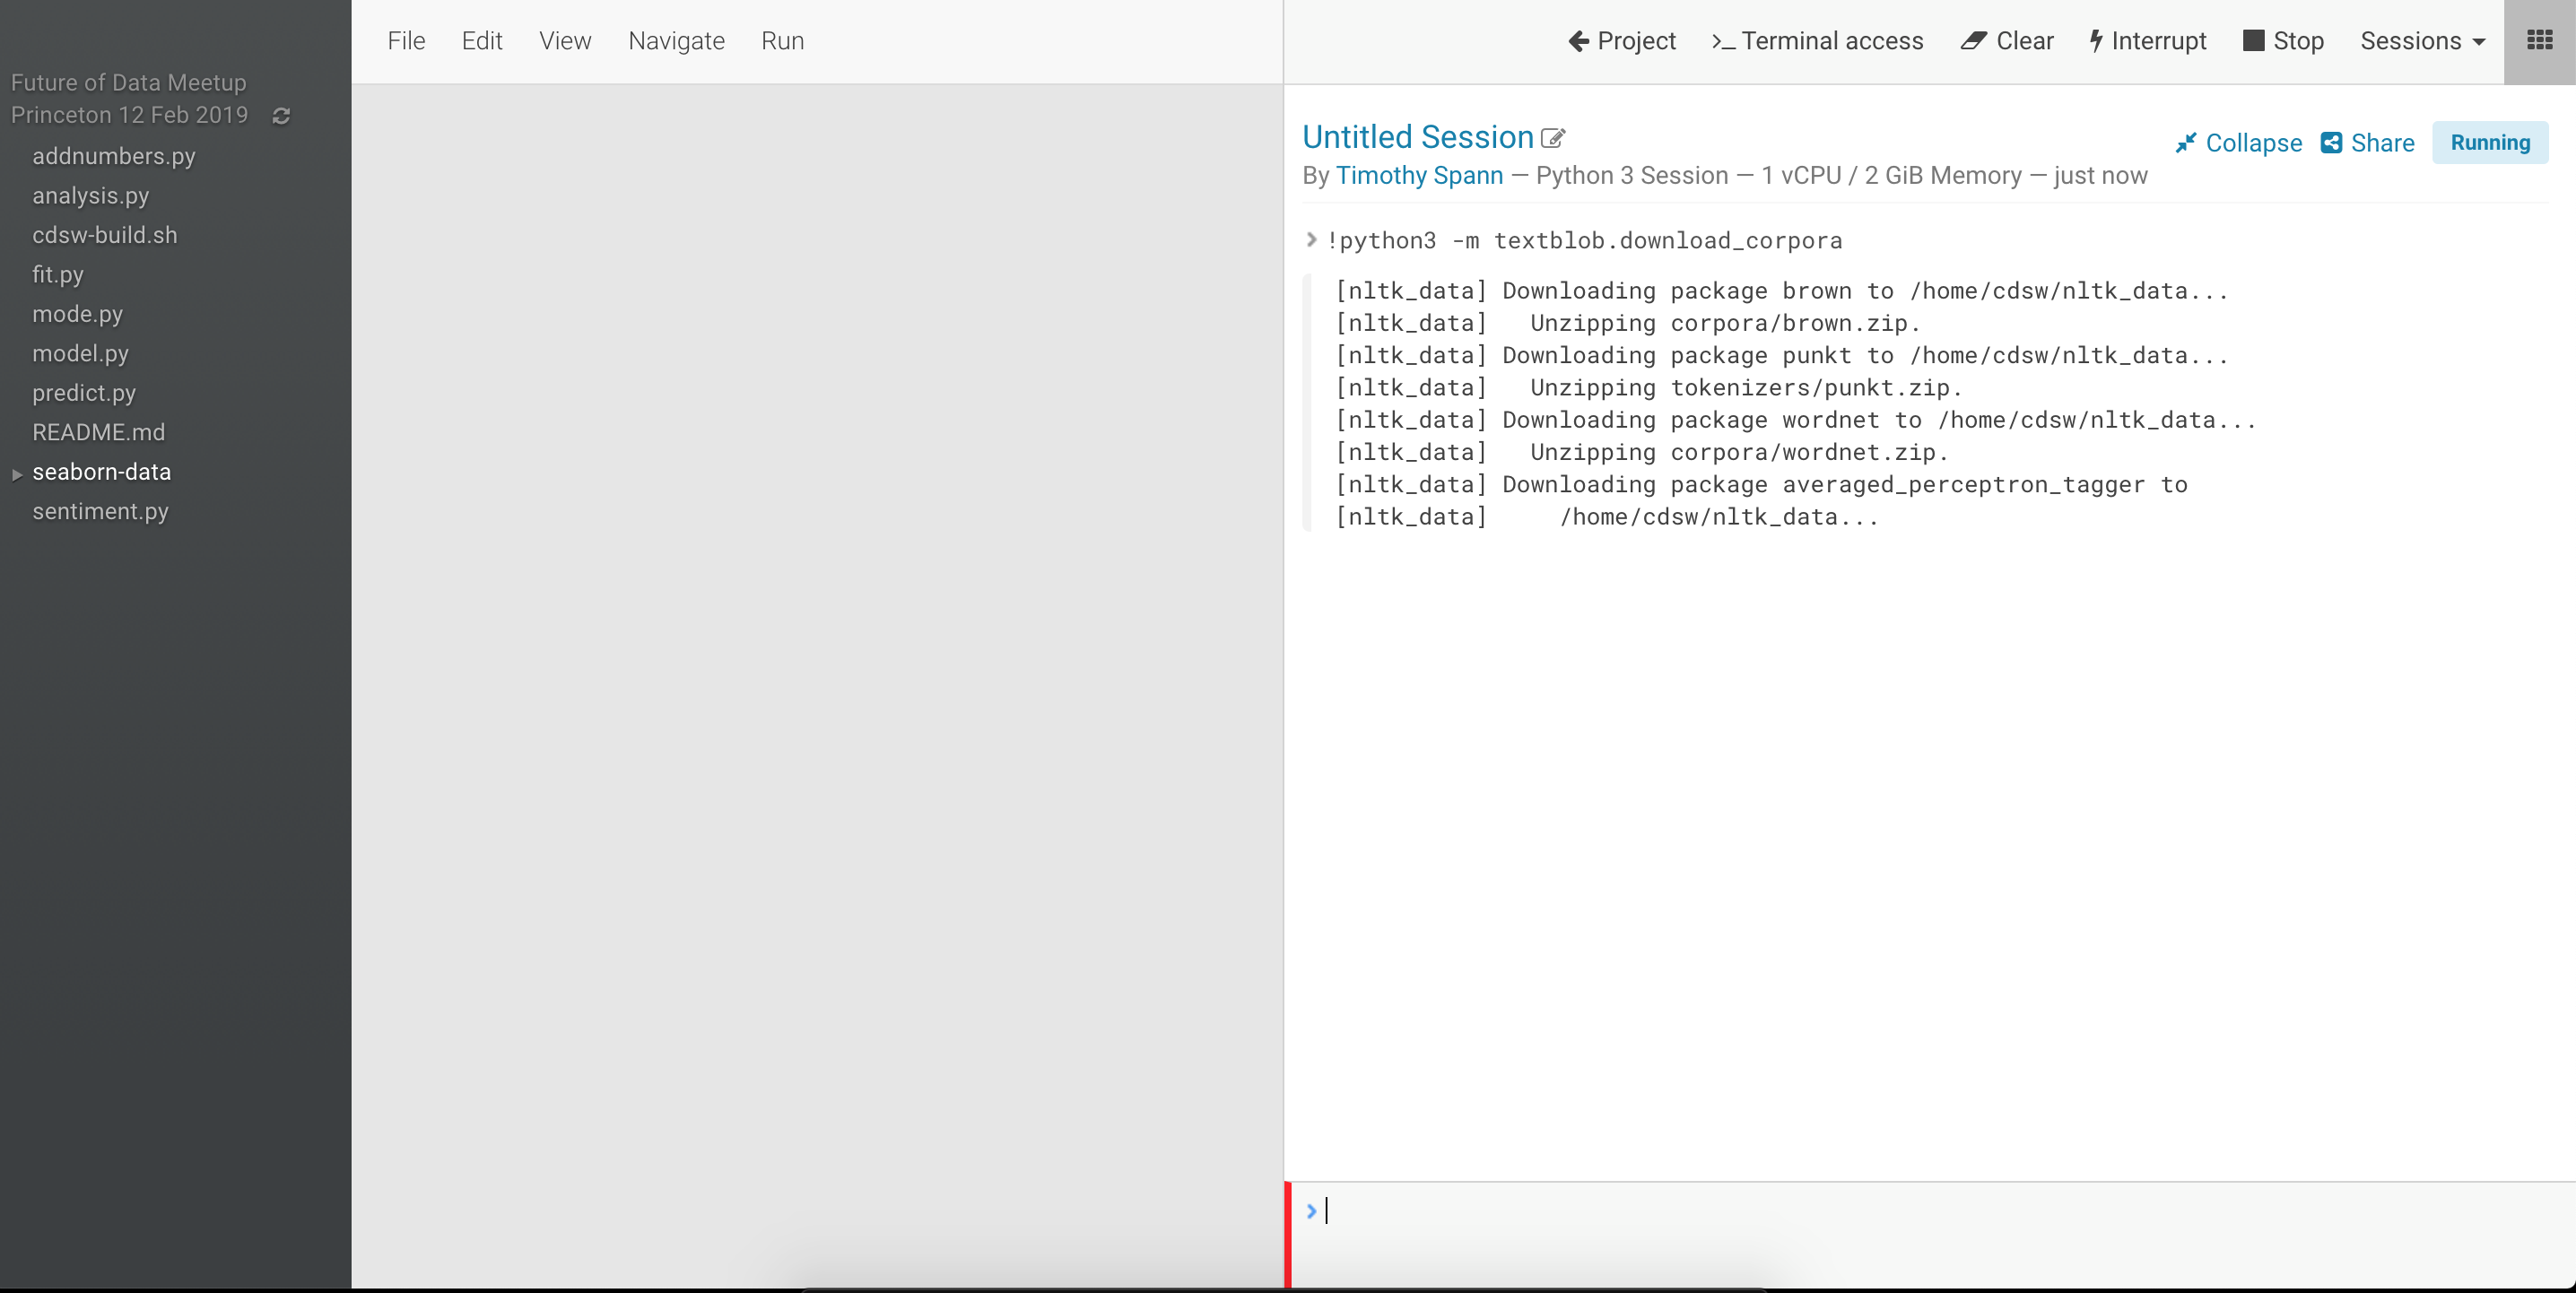 Future of Data Meetup
Princeton 12 Feb 2019
addnumbers.py
analysis.py
cdsw-build.sh
fit.py
mode.py
model.py
predict.py
README.md
seaborn-data
sentiment.py
File Edit View Navigate Run
Project >_ Terminal access Clear Interrupt Stop Sessions
Untitled Session
Collapse Share Running
By Timothy Spann — Python 3 Session — 1 vCPU / 2 GiB Memory — just now
!python3 -m textblob.download_corpora
[nltk_data] Downloading package brown to /home/cdsw/nltk_data...
[nltk_data]   Unzipping corpora/brown.zip.
[nltk_data] Downloading package punkt to /home/cdsw/nltk_data...
[nltk_data]   Unzipping tokenizers/punkt.zip.
[nltk_data] Downloading package wordnet to /home/cdsw/nltk_data...
[nltk_data]   Unzipping corpora/wordnet.zip.
[nltk_data] Downloading package averaged_perceptron_tagger to
[nltk_data]     /home/cdsw/nltk_data...